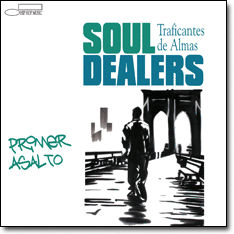 SOUL
DEALERS
Traficantes
de Almas
PRIMER
ASALTO